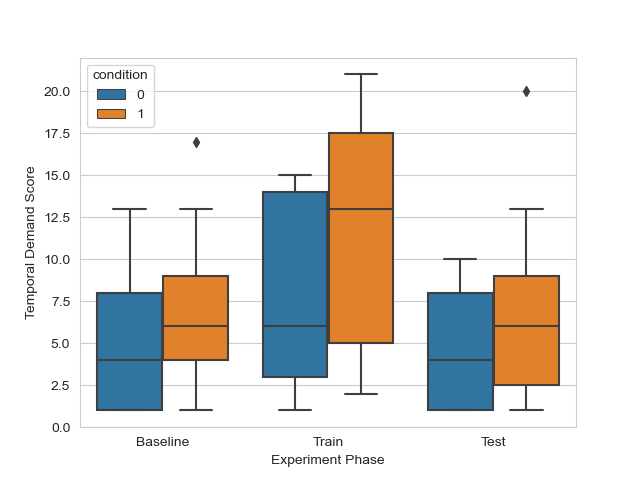 condition
0
1
20.0
17.5
15.0
12.5
10.0
7.5
5.0
2.5
0.0
Temporal Demand Score
Baseline
Train
Test
Experiment Phase